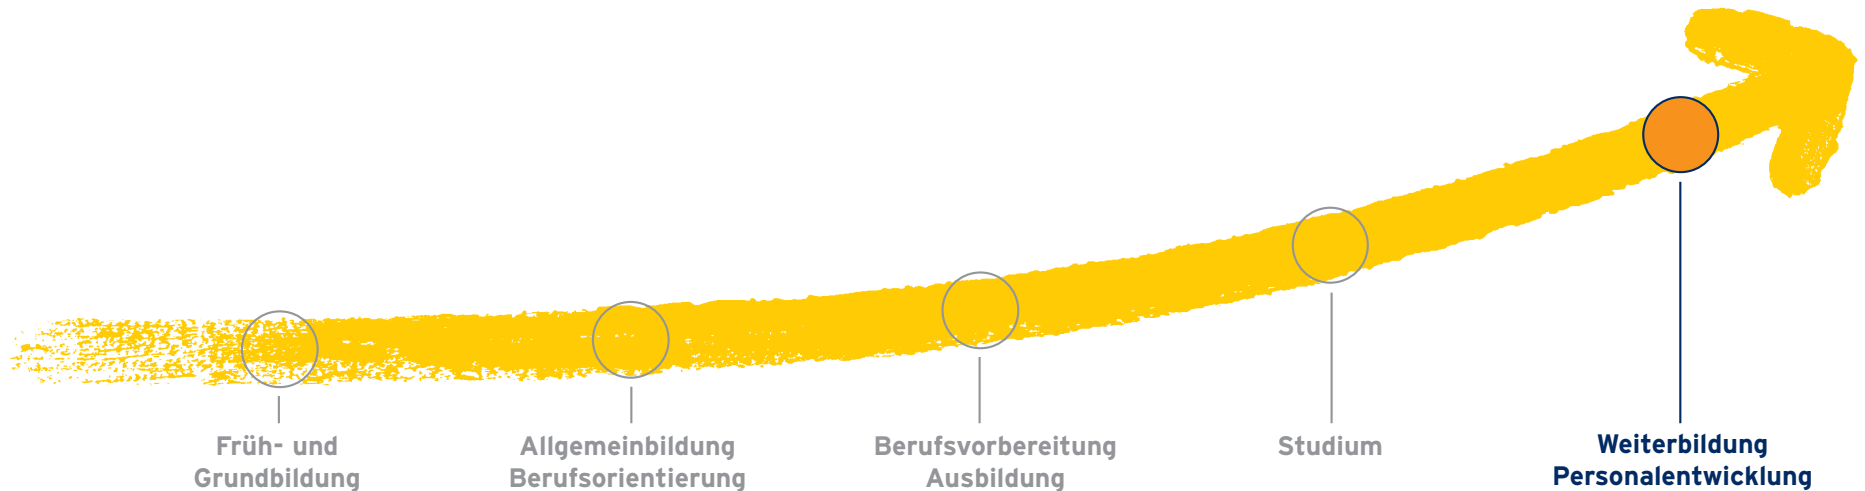 Früh- und
Grundbildung
Allgemeinbildung
Berufsorientierung
Berufsvorbereitung
Ausbildung
Studium
Weiterbildung
Personalentwicklung